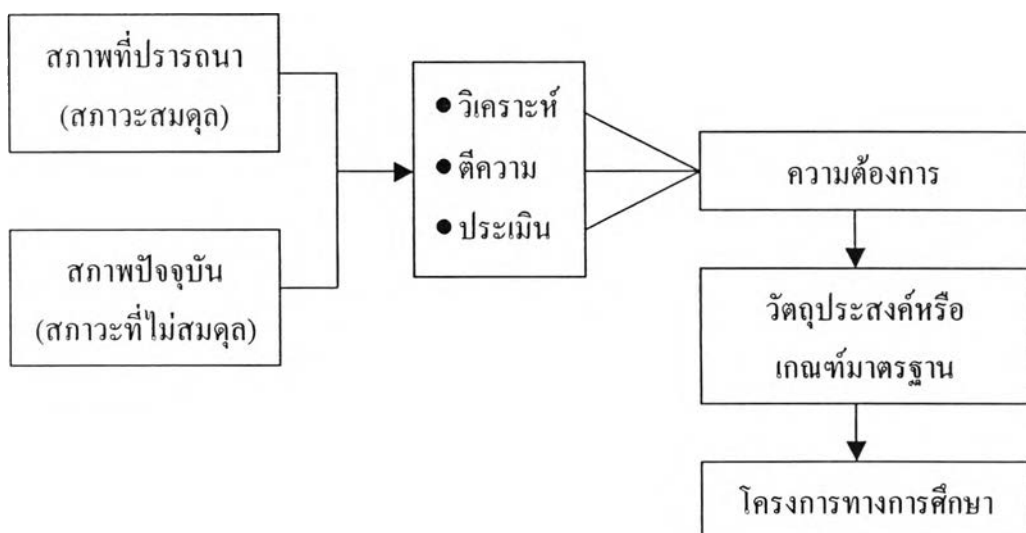 สภาพที่ปรารถนา
(สภาวะสมดุล)
สภาพปัจจุบัน
(สภาวะที่ไม่สมดุล)
● วิเคราะห์
● ตีความ
● ประเมิน
ความต้องการ
วัตถุประสงค์หรือ
เกณฑ์มาตรฐาน
โครงการทางการศึกษา